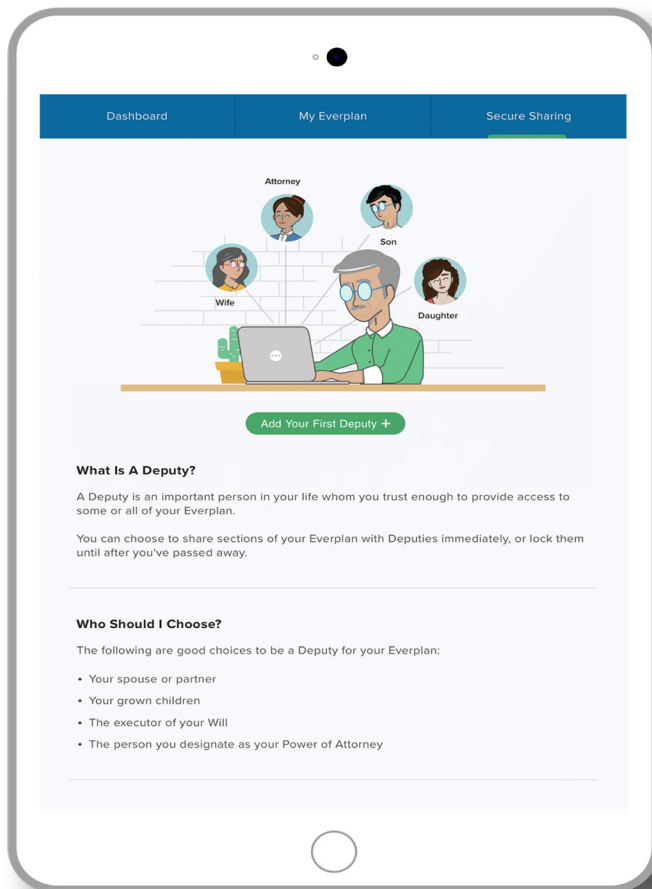 Dashboard
My Everplan
Secure Sharing
Attorney
Son
Wife
Daughter
Add Your First Deputy +
What Is A Deputy?
A Deputy is an important person in your life whom you trust enough to provide access to
some or all of your Everplan.
You can choose to share sections of your Everplan with Deputies immediately, or lock them
until after you've passed away.
Who Should I Choose?
The following are good choices to be a Deputy for your Everplan:
• Your spouse or partner
• Your grown children
• The executor of your Will
• The person you designate as your Power of Attorney